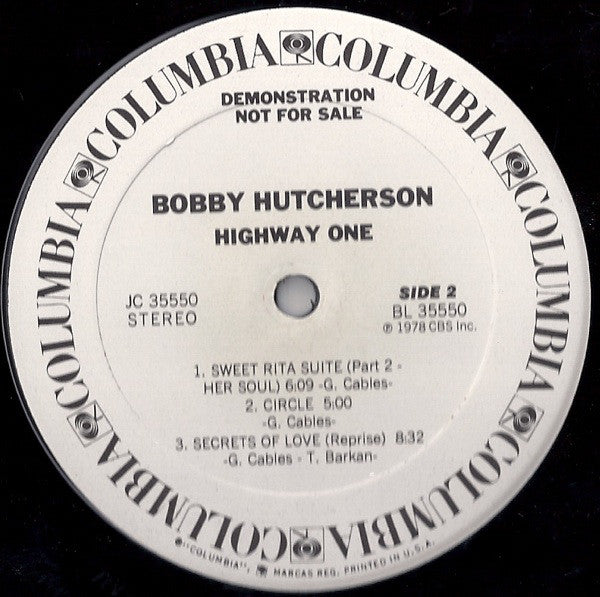 COLUMBIA COLUMBIA COLUMBIA COLUMBIA COLUMBIA COLUMBIA
DEMONSTRATION
NOT FOR SALE
BOBBY HUTCHERSON
HIGHWAY ONE
JC 35550
STEREO
SIDE 2
BL 35550
℗ 1978 CBS Inc.
1. SWEET RITA SUITE (Part 2 -
HER SOUL) 6:09 -G. Cables-
2. CIRCLE 5:00
-G. Cables-
3. SECRETS OF LOVE (Reprise) 8:32
-G. Cables - T. Barkan-
®"COLUMBIA", MARCAS REG. PRINTED IN U.S.A.